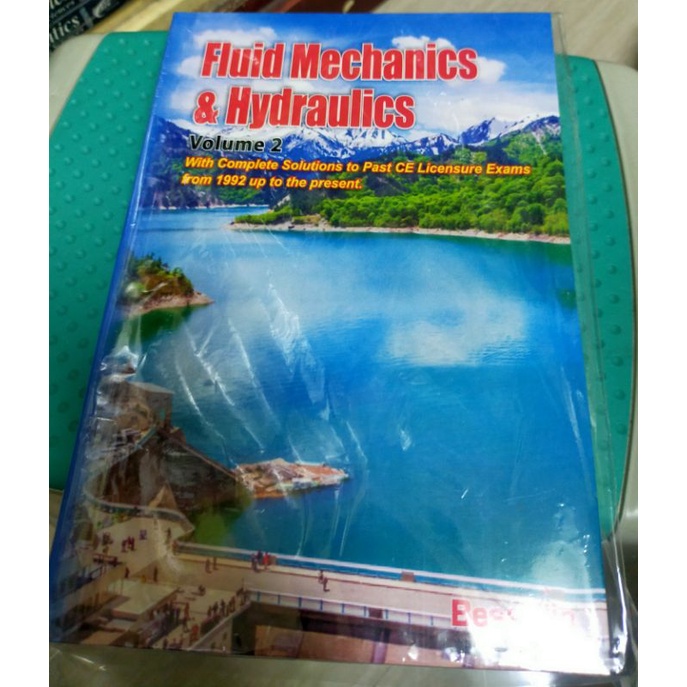 Fluid Mechanics
& Hydraulics
Volume 2
With Complete Solutions to Past CE Licensure Exams
from 1992 up to the present.